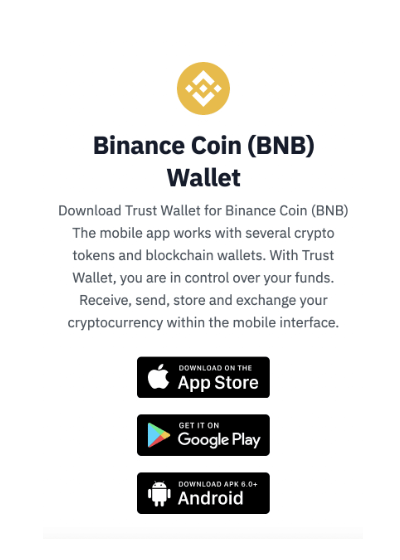 Binance Coin (BNB)
Wallet
Download Trust Wallet for Binance Coin (BNB)
The mobile app works with several crypto
tokens and blockchain wallets. With Trust
Wallet, you are in control over your funds.
Receive, send, store and exchange your
cryptocurrency within the mobile interface.
DOWNLOAD ON THE
App Store
GET IT ON
Google Play
DOWNLOAD APK 6.0+
Android